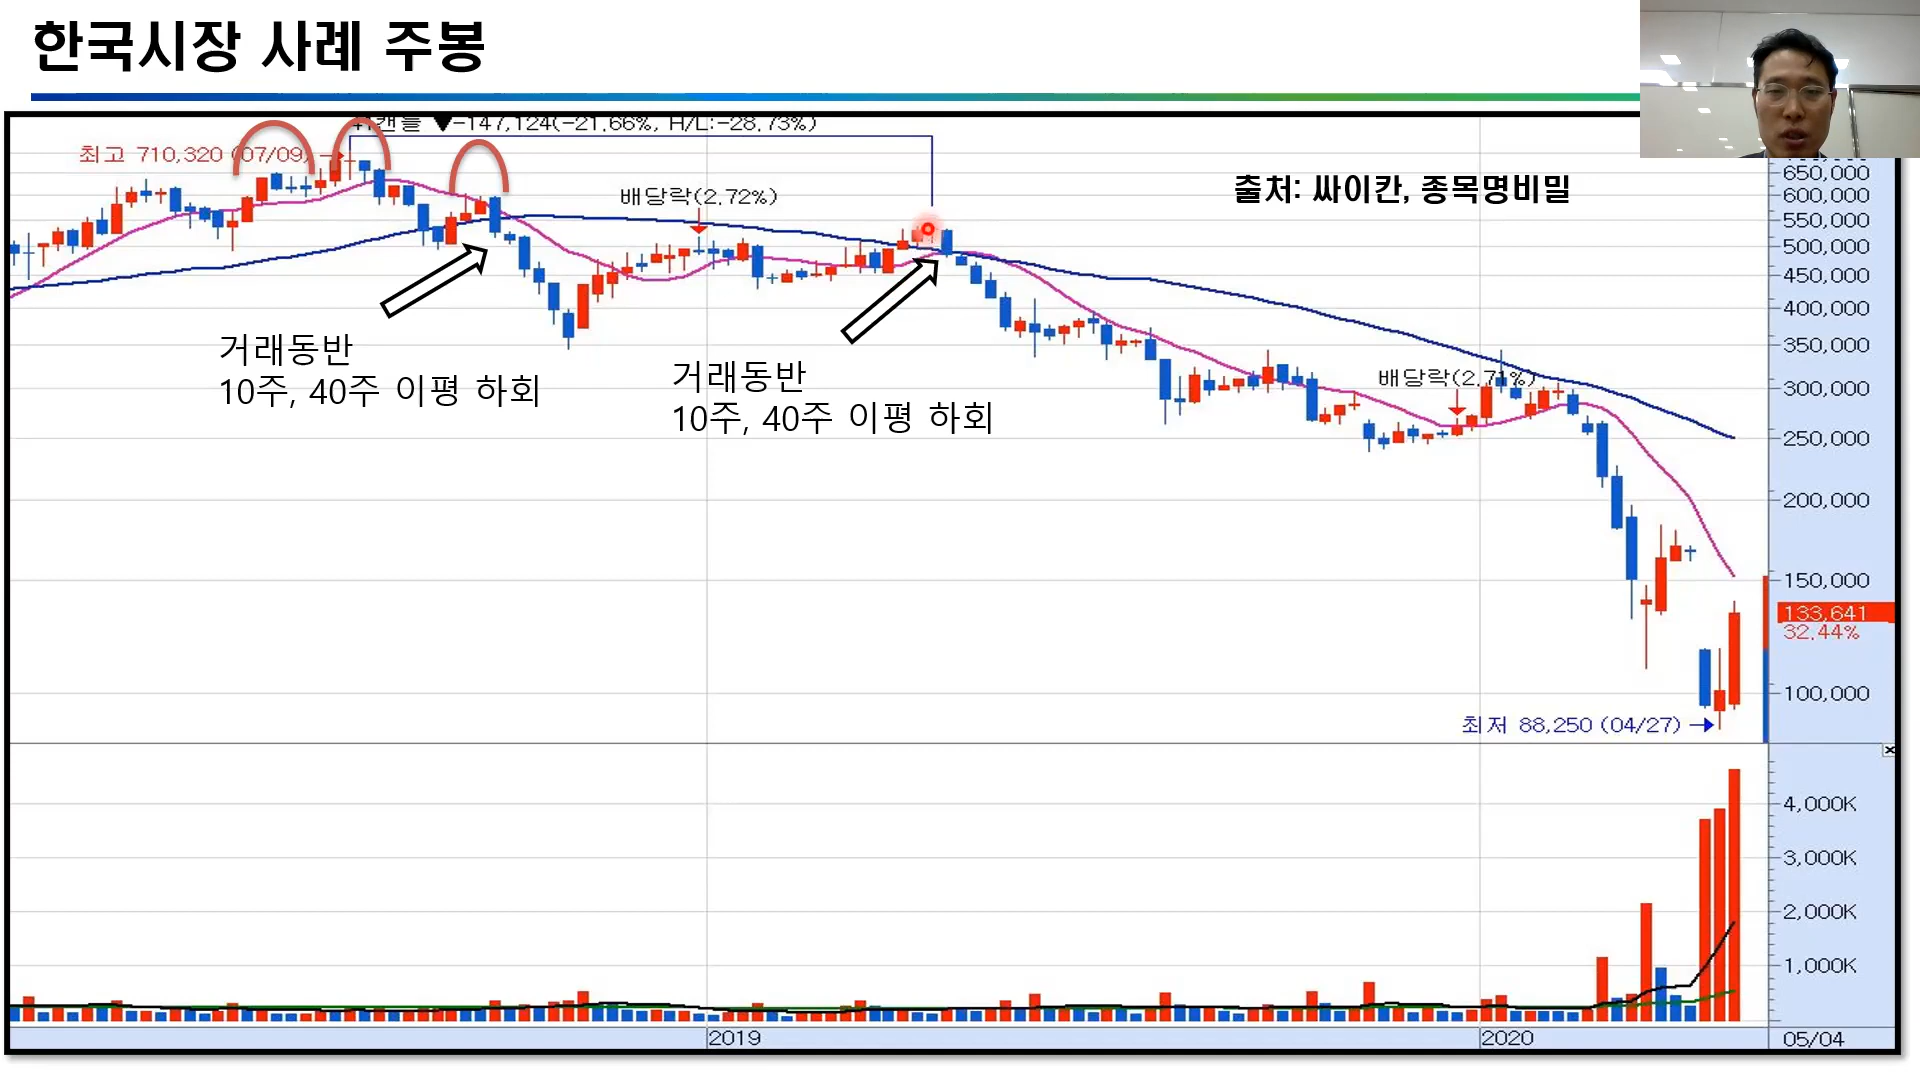 한국시장 사례 주봉
41캔들 ▼-147,124(-21.66%, H/L:-28.73%)
최고 710,320 (07/09)
배당락(2.72%)
출처: 싸이칸, 종목명비밀
거래동반
10주, 40주 이평 하회
거래동반
10주, 40주 이평 하회
배당락(2.71%)
최저 88,250 (04/27)
650,000
600,000
550,000
500,000
450,000
400,000
350,000
300,000
250,000
200,000
150,000
133,641
32.44%
100,000
4,000K
3,000K
2,000K
1,000K
2019
2020
05/04